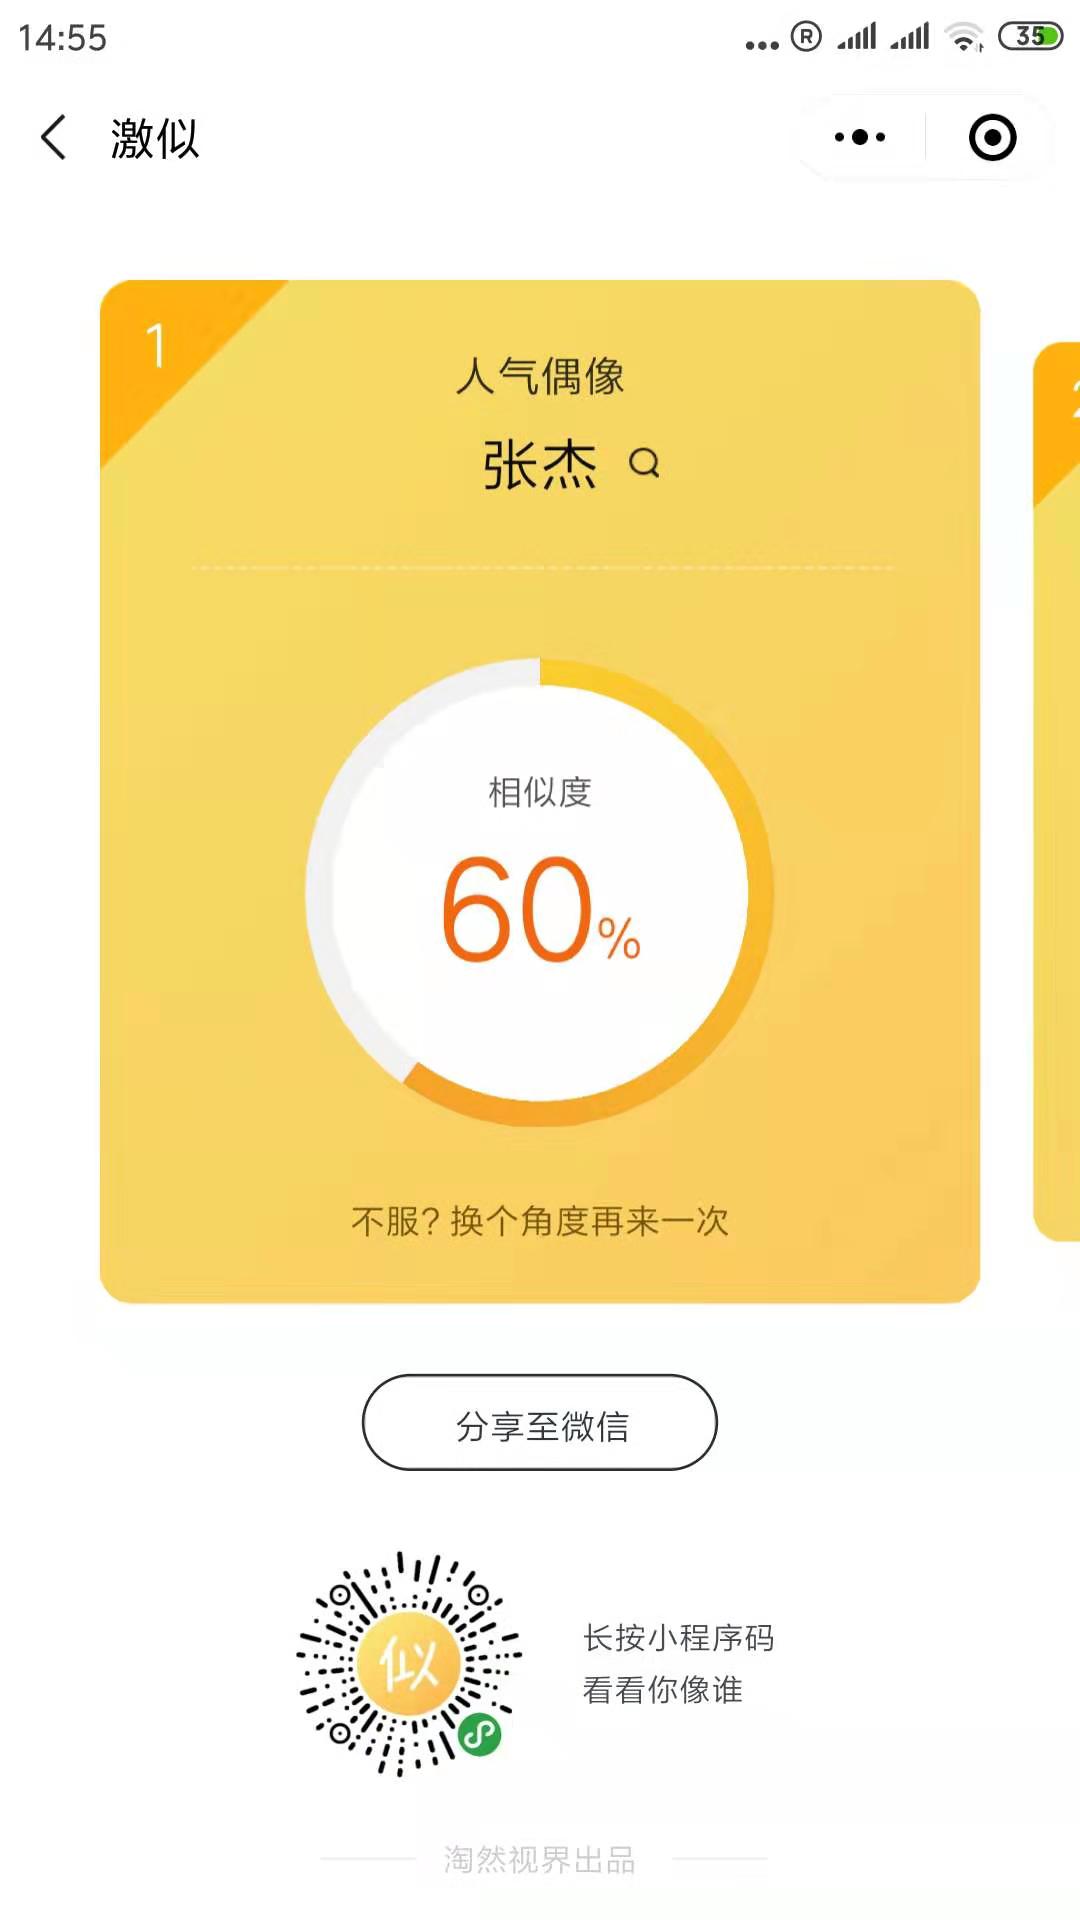 14:55
35
激似
1
人气偶像
张杰
相似度
60%
不服?换个角度再来一次
分享至微信
似
长按小程序码
看看你像谁
淘然视界出品